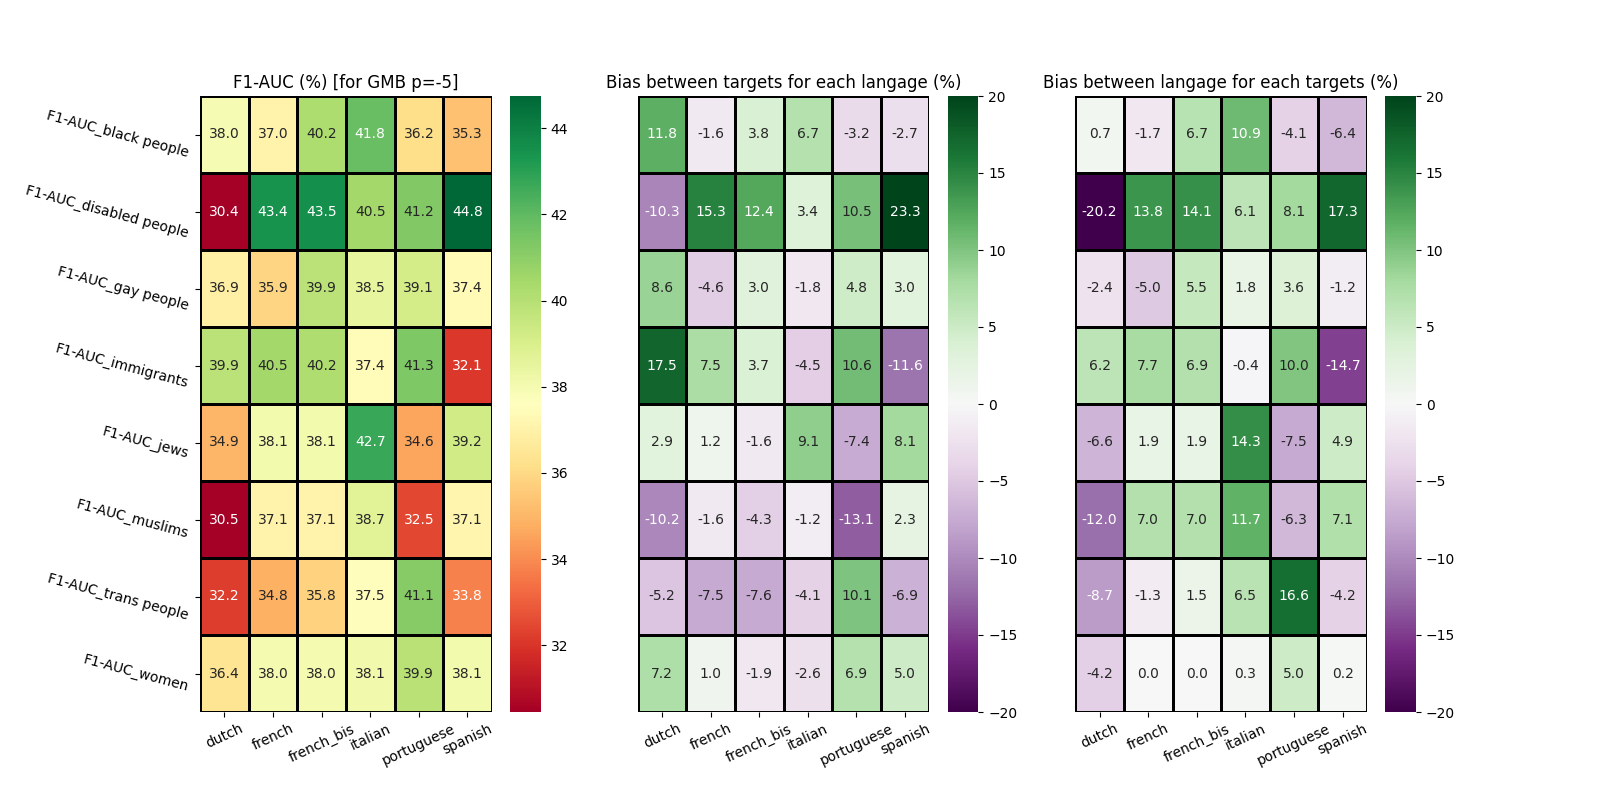 F1-AUC (%) [for GMB p=-5]
Bias between targets for each langage (%)
Bias between langage for each targets (%)
F1-AUC_black people
38.0 37.0 40.2 41.8 36.2 35.3
11.8 -1.6 3.8 6.7 -3.2 -2.7
0.7 -1.7 6.7 10.9 -4.1 -6.4
F1-AUC_disabled people
30.4 43.4 43.5 40.5 41.2 44.8
-10.3 15.3 12.4 3.4 10.5 23.3
-20.2 13.8 14.1 6.1 8.1 17.3
F1-AUC_gay people
36.9 35.9 39.9 38.5 39.1 37.4
8.6 -4.6 3.0 -1.8 4.8 3.0
-2.4 -5.0 5.5 1.8 3.6 -1.2
F1-AUC_immigrants
39.9 40.5 40.2 37.4 41.3 32.1
17.5 7.5 3.7 -4.5 10.6 -11.6
6.2 7.7 6.9 -0.4 10.0 -14.7
F1-AUC_jews
34.9 38.1 38.1 42.7 34.6 39.2
2.9 1.2 -1.6 9.1 -7.4 8.1
-6.6 1.9 1.9 14.3 -7.5 4.9
F1-AUC_muslims
30.5 37.1 37.1 38.7 32.5 37.1
-10.2 -1.6 -4.3 -1.2 -13.1 2.3
-12.0 7.0 7.0 11.7 -6.3 7.1
F1-AUC_trans people
32.2 34.8 35.8 37.5 41.1 33.8
-5.2 -7.5 -7.6 -4.1 10.1 -6.9
-8.7 -1.3 1.5 6.5 16.6 -4.2
F1-AUC_women
36.4 38.0 38.0 38.1 39.9 38.1
7.2 1.0 -1.9 -2.6 6.9 5.0
-4.2 0.0 0.0 0.3 5.0 0.2
dutch french french_bis italian portuguese spanish
dutch french french_bis italian portuguese spanish
dutch french french_bis italian portuguese spanish
44
42
40
38
36
34
32
20
15
10
5
0
−5
−10
−15
−20
20
15
10
5
0
−5
−10
−15
−20